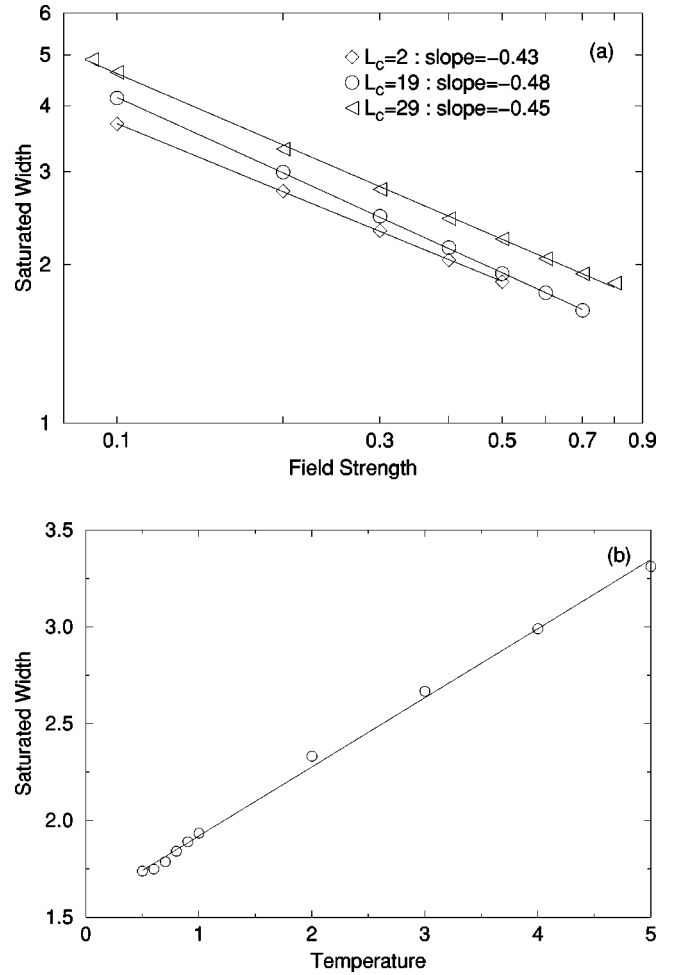 6
5
4
3
2
1
Saturated Width
(a)
L_c=2 : slope=−0.43
L_c=19 : slope=−0.48
L_c=29 : slope=−0.45
0.1 0.3 0.5 0.7 0.9
Field Strength
3.5
3.0
2.5
2.0
1.5
Saturated Width
(b)
0 1 2 3 4 5
Temperature